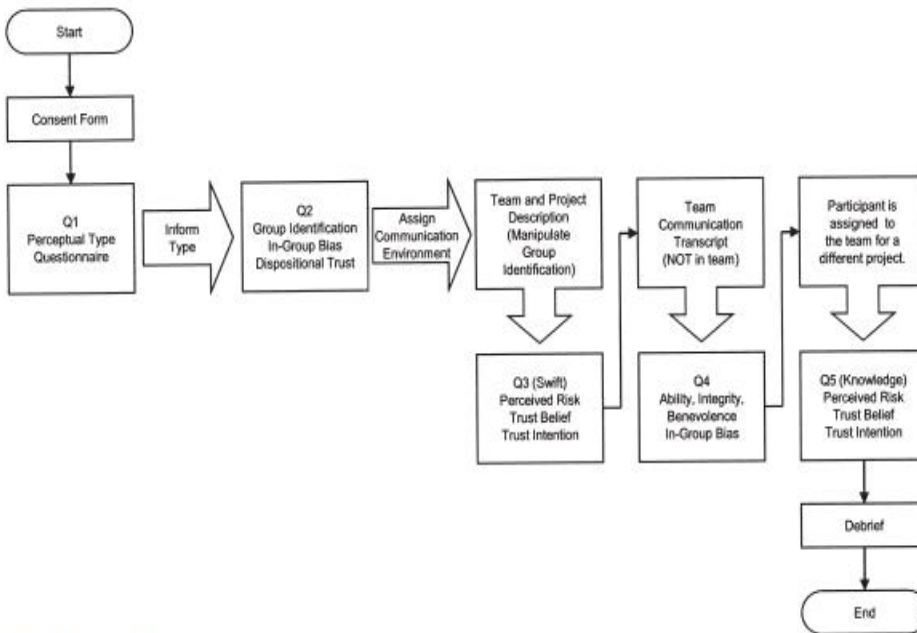 Start
Consent Form
Q1
Perceptual Type
Questionnaire
Inform
Type
Q2
Group Identification
In-Group Bias
Dispositional Trust
Assign
Communication
Environment
Team and Project
Description
(Manipulate
Group
Identification)
Q3 (Swift)
Perceived Risk
Trust Belief
Trust Intention
Team
Communication
Transcript
(NOT in team)
Q4
Ability, Integrity,
Benevolence
In-Group Bias
Participant is
assigned to
the team for a
different project.
Q5 (Knowledge)
Perceived Risk
Trust Belief
Trust Intention
Debrief
End